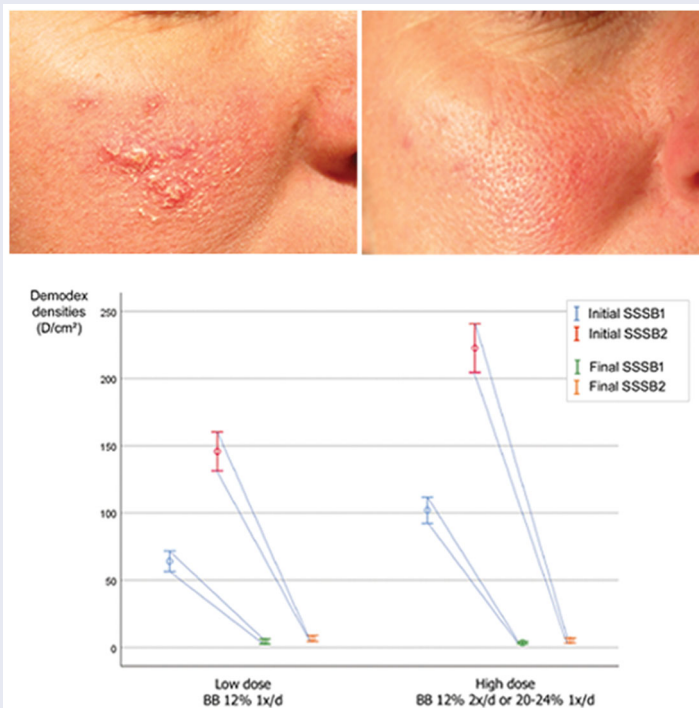 Demodex
densities
(D/cm²)
250
200
150
100
50
0
Initial SSSB1
Initial SSSB2
Final SSSB1
Final SSSB2
Low dose
BB 12% 1x/d
High dose
BB 12% 2x/d or 20-24% 1x/d